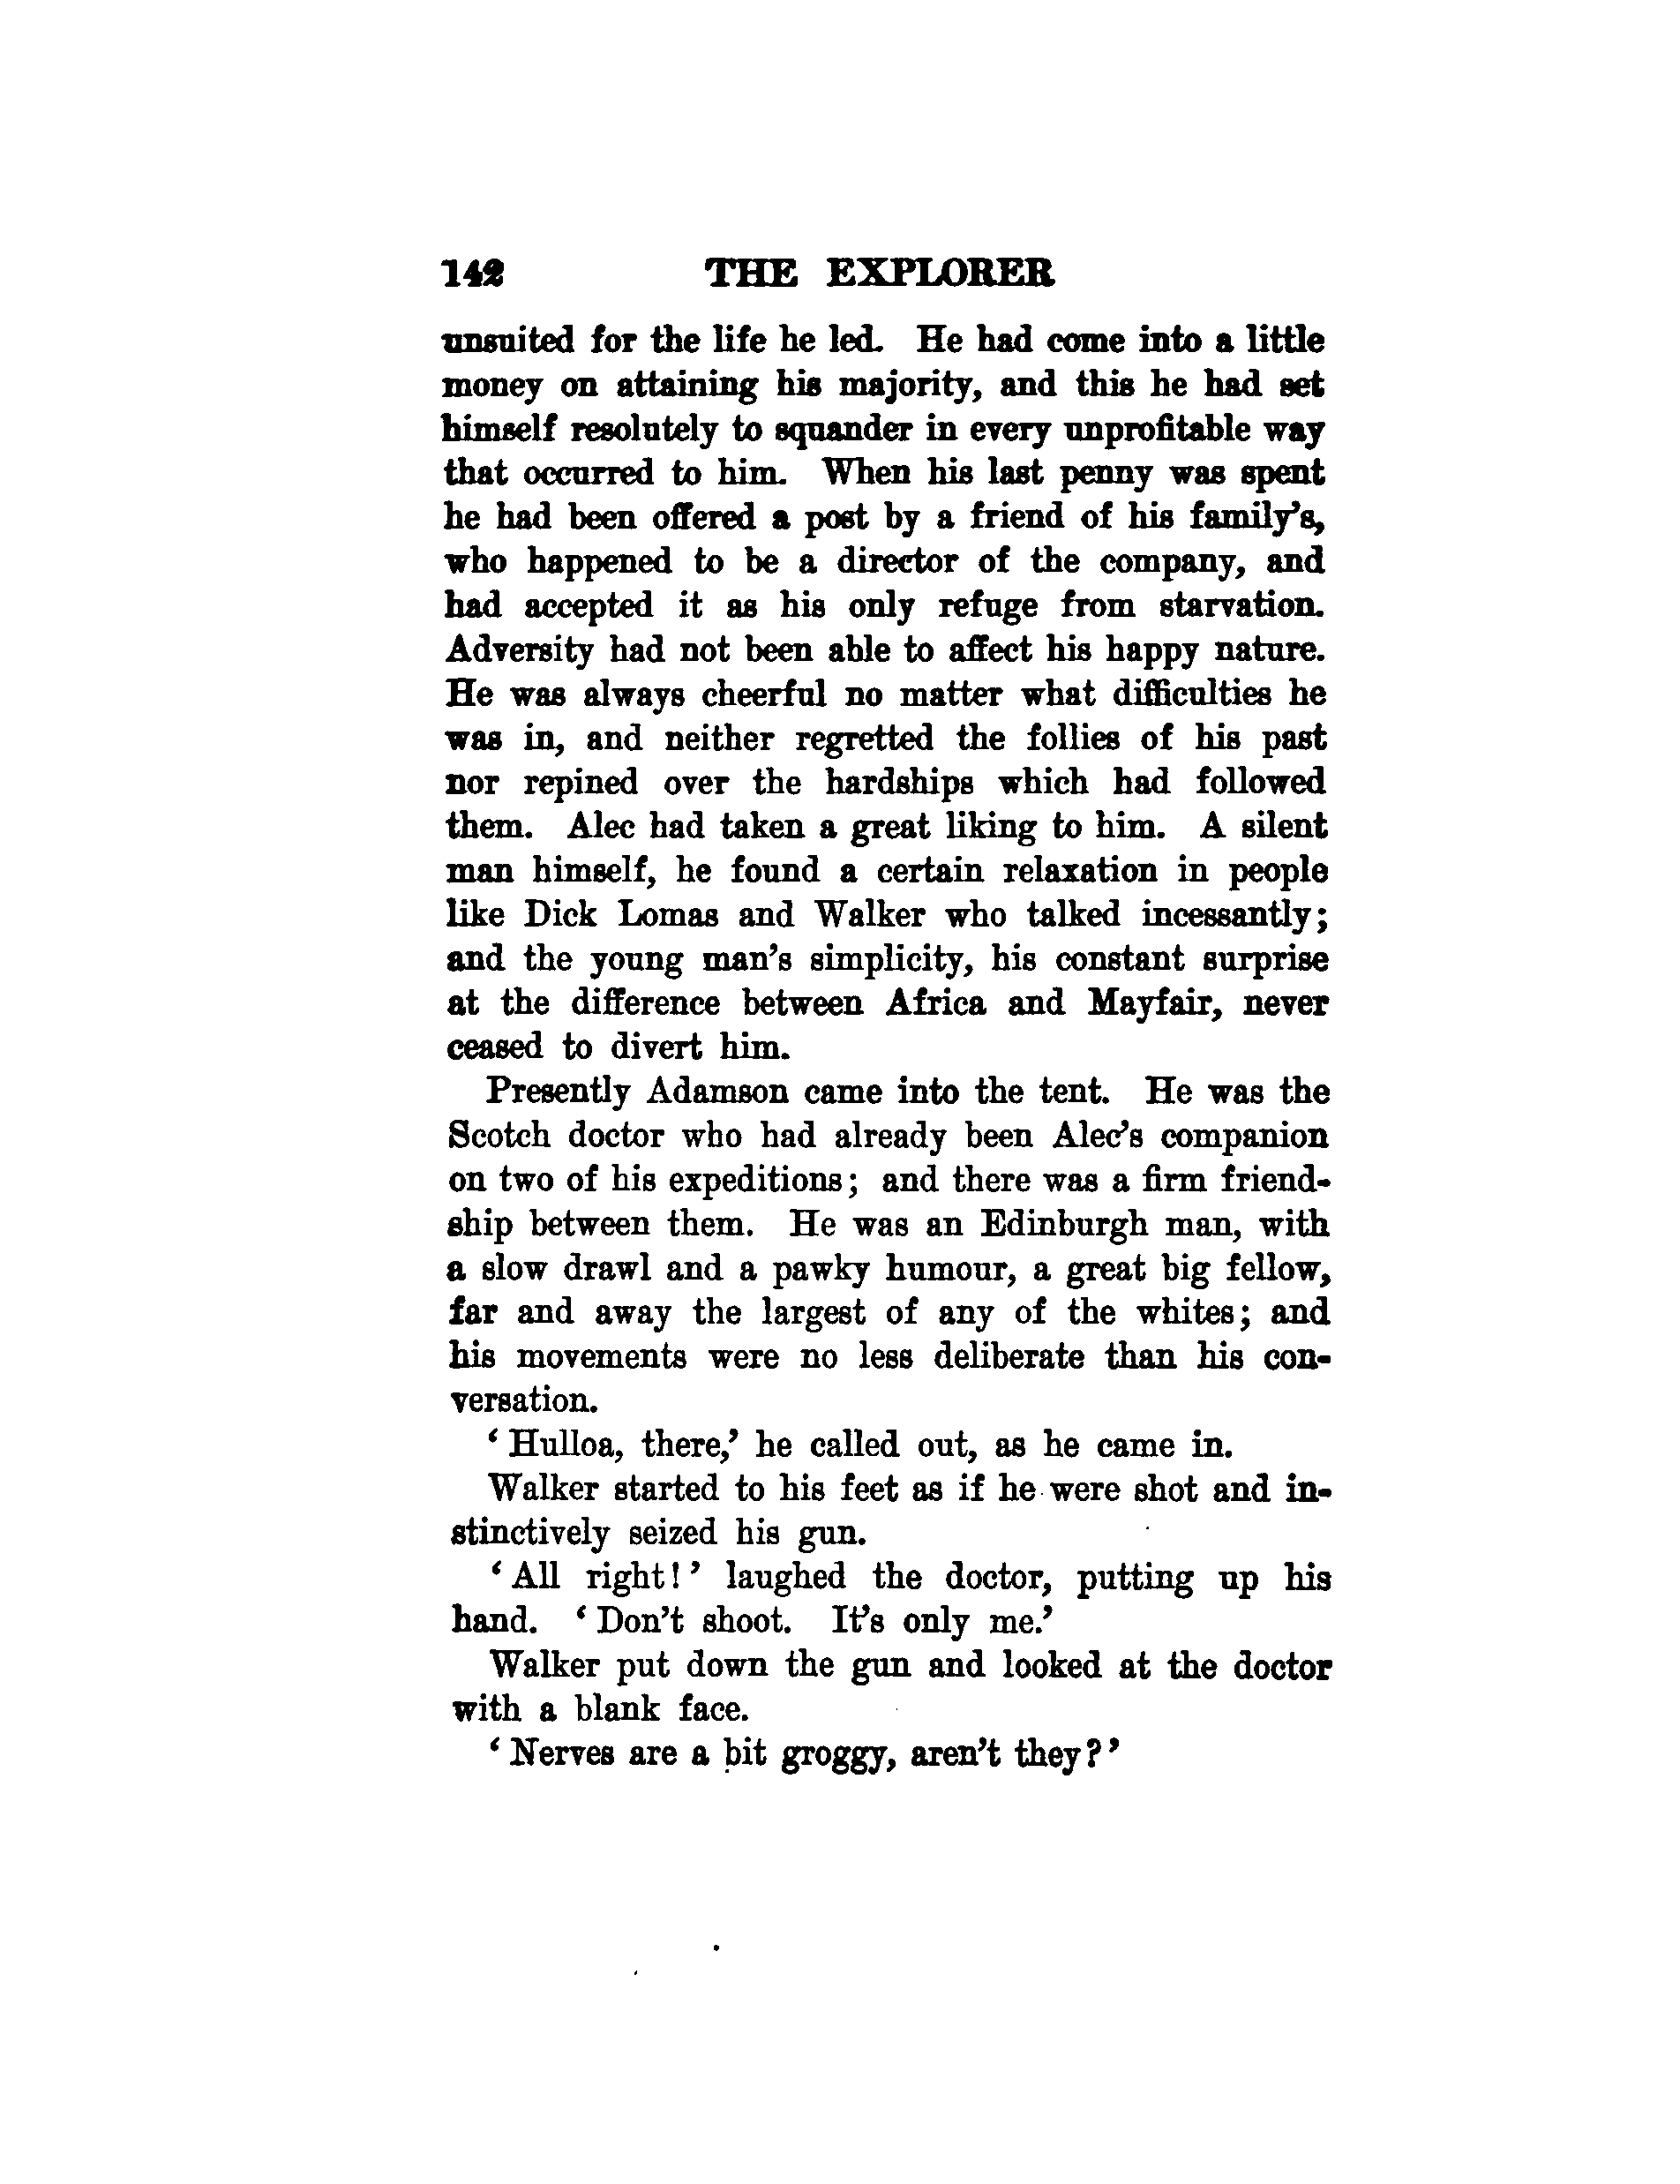 142 THE EXPLORER
unsuited for the life he led. He had come into a little
money on attaining his majority, and this he had set
himself resolutely to squander in every unprofitable way
that occurred to him. When his last penny was spent
he had been offered a post by a friend of his family's,
who happened to be a director of the company, and
had accepted it as his only refuge from starvation.
Adversity had not been able to affect his happy nature.
He was always cheerful no matter what difficulties he
was in, and neither regretted the follies of his past
nor repined over the hardships which had followed
them. Alec had taken a great liking to him. A silent
man himself, he found a certain relaxation in people
like Dick Lomas and Walker who talked incessantly;
and the young man's simplicity, his constant surprise
at the difference between Africa and Mayfair, never
ceased to divert him.
Presently Adamson came into the tent. He was the
Scotch doctor who had already been Alec's companion
on two of his expeditions; and there was a firm friend-
ship between them. He was an Edinburgh man, with
a slow drawl and a pawky humour, a great big fellow,
far and away the largest of any of the whites; and
his movements were no less deliberate than his con-
versation.
‘Hulloa, there,’ he called out, as he came in.
Walker started to his feet as if he were shot and in-
stinctively seized his gun.
‘All right!’ laughed the doctor, putting up his
hand. ‘Don't shoot. It's only me.’
Walker put down the gun and looked at the doctor
with a blank face.
‘Nerves are a bit groggy, aren't they?’